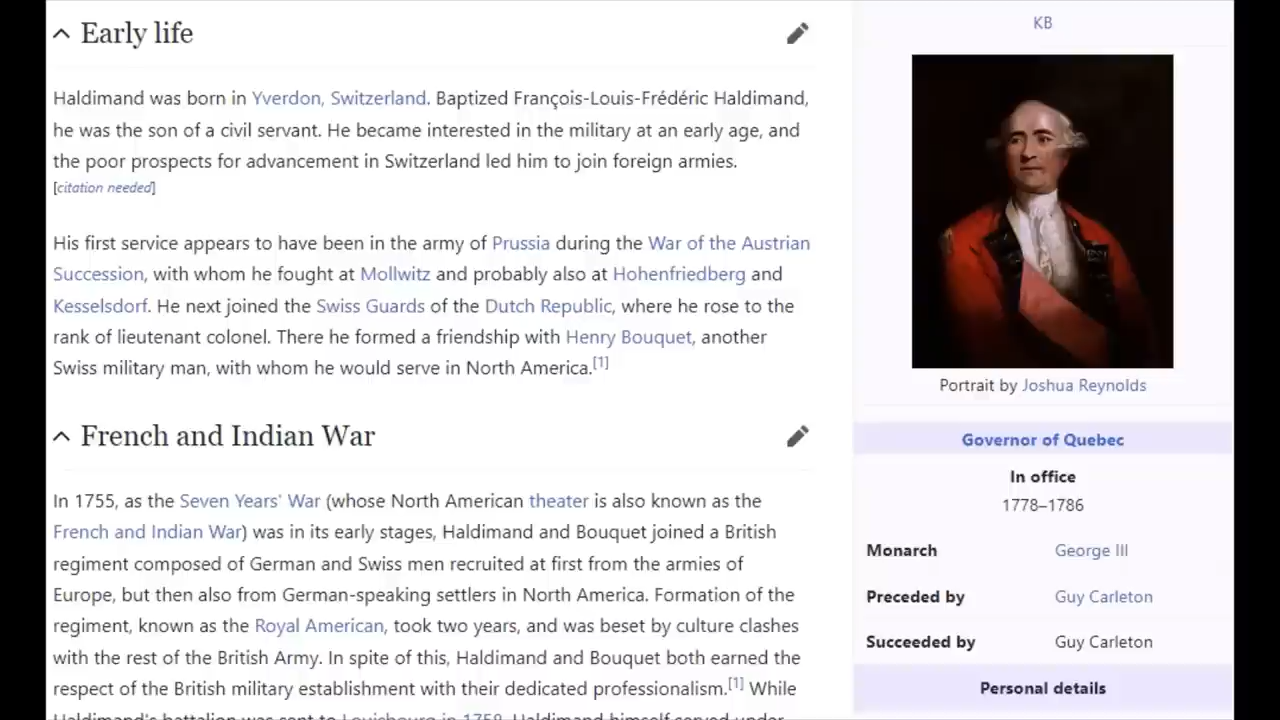 Early life
Haldimand was born in Yverdon, Switzerland. Baptized François-Louis-Frédéric Haldimand,
he was the son of a civil servant. He became interested in the military at an early age, and
the poor prospects for advancement in Switzerland led him to join foreign armies.
[citation needed]
His first service appears to have been in the army of Prussia during the War of the Austrian
Succession, with whom he fought at Mollwitz and probably also at Hohenfriedberg and
Kesselsdorf. He next joined the Swiss Guards of the Dutch Republic, where he rose to the
rank of lieutenant colonel. There he formed a friendship with Henry Bouquet, another
Swiss military man, with whom he would serve in North America.[1]
French and Indian War
In 1755, as the Seven Years' War (whose North American theater is also known as the
French and Indian War) was in its early stages, Haldimand and Bouquet joined a British
regiment composed of German and Swiss men recruited at first from the armies of
Europe, but then also from German-speaking settlers in North America. Formation of the
regiment, known as the Royal American, took two years, and was beset by culture clashes
with the rest of the British Army. In spite of this, Haldimand and Bouquet both earned the
respect of the British military establishment with their dedicated professionalism.[1] While
Haldimand's battalion was sent to Louisbourg in 1758, Haldimand himself served under
KB
Portrait by Joshua Reynolds
Governor of Quebec
In office
1778–1786
Monarch George III
Preceded by Guy Carleton
Succeeded by Guy Carleton
Personal details